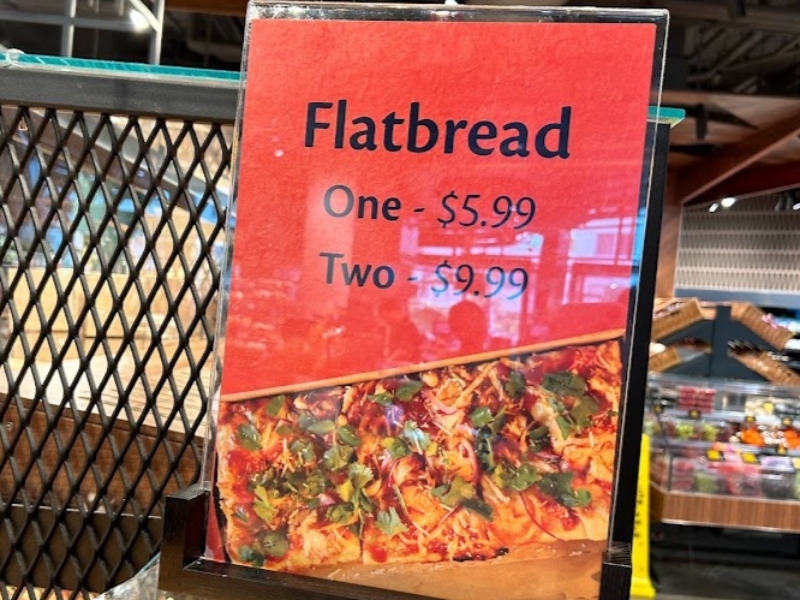 Flatbread
One - $5.99
Two - $9.99